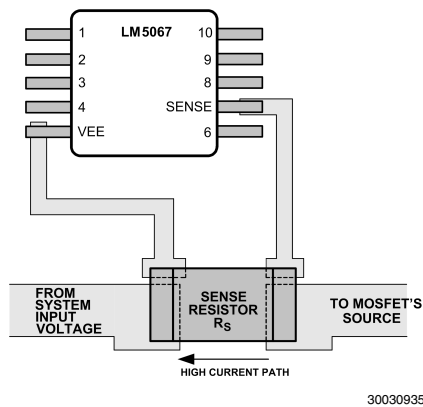 LM5067
1
10
2
9
3
8
4
SENSE
VEE
6
FROM
SYSTEM
INPUT
VOLTAGE
SENSE
RESISTOR
RS
TO MOSFET'S
SOURCE
HIGH CURRENT PATH
30030935